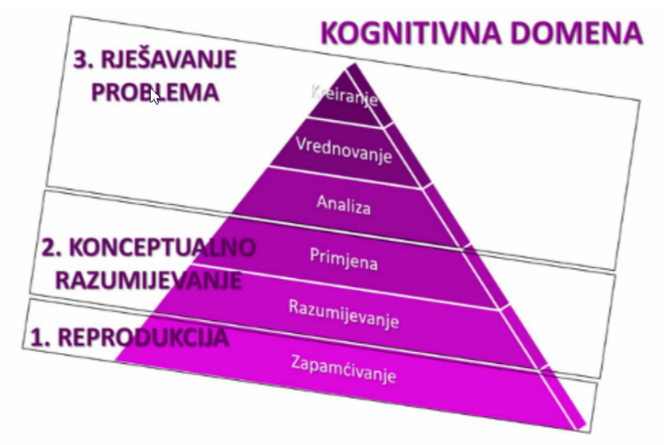 KOGNITIVNA DOMENA
3. RJEŠAVANJE
PROBLEMA
Kreiranje
Vrednovanje
Analiza
2. KONCEPTUALNO
RAZUMIJEVANJE
Primjena
Razumijevanje
1. REPRODUKCIJA
Zapamćivanje